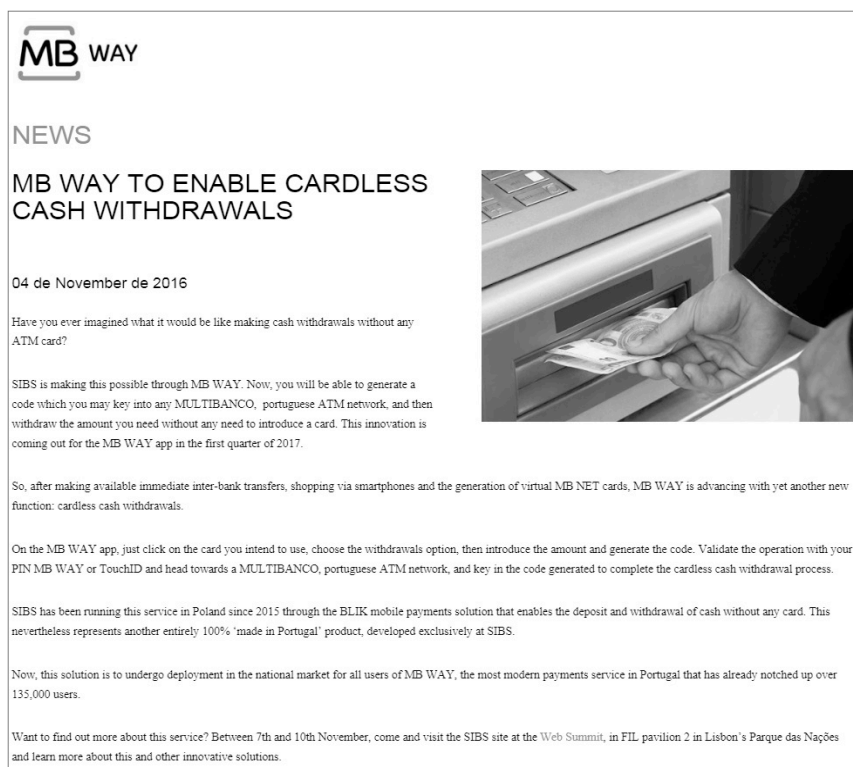 MB WAY
NEWS
MB WAY TO ENABLE CARDLESS
CASH WITHDRAWALS
04 de November de 2016
Have you ever imagined what it would be like making cash withdrawals without any
ATM card?
SIBS is making this possible through MB WAY. Now, you will be able to generate a
code which you may key into any MULTIBANCO, portuguese ATM network, and then
withdraw the amount you need without any need to introduce a card. This innovation is
coming out for the MB WAY app in the first quarter of 2017.
So, after making available immediate inter-bank transfers, shopping via smartphones and the generation of virtual MB NET cards, MB WAY is advancing with yet another new
function: cardless cash withdrawals.
On the MB WAY app, just click on the card you intend to use, choose the withdrawals option, then introduce the amount and generate the code. Validate the operation with your
PIN MB WAY or TouchID and head towards a MULTIBANCO, portuguese ATM network, and key in the code generated to complete the cardless cash withdrawal process.
SIBS has been running this service in Poland since 2015 through the BLIK mobile payments solution that enables the deposit and withdrawal of cash without any card. This
nevertheless represents another entirely 100% ‘made in Portugal’ product, developed exclusively at SIBS.
Now, this solution is to undergo deployment in the national market for all users of MB WAY, the most modern payments service in Portugal that has already notched up over
135,000 users.
Want to find out more about this service? Between 7th and 10th November, come and visit the SIBS site at the Web Summit, in FIL pavilion 2 in Lisbon’s Parque das Nações
and learn more about this and other innovative solutions.